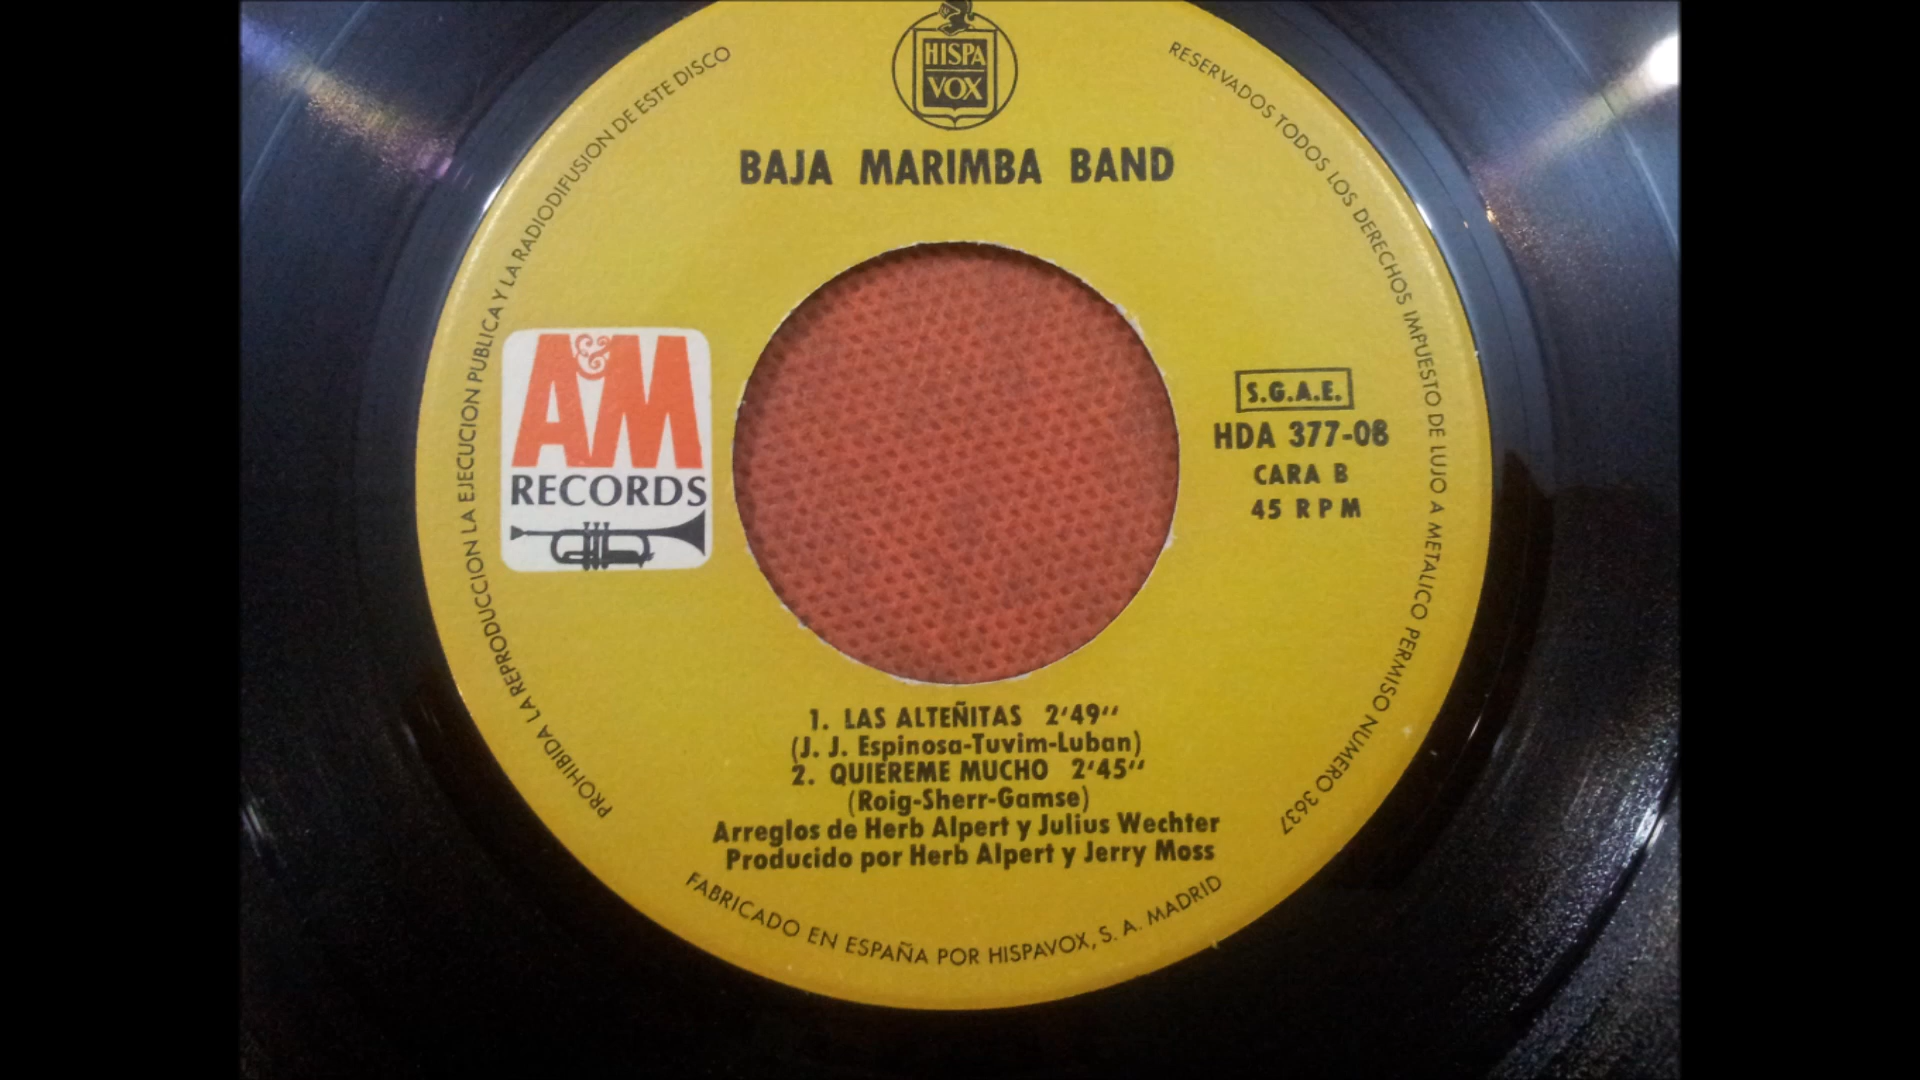 HISPA
VOX
BAJA MARIMBA BAND
A&M
RECORDS
S.G.A.E.
HDA 377-08
CARA B
45 RPM
1. LAS ALTEÑITAS 2'49''
(J. J. Espinosa-Tuvim-Luban)
2. QUIEREME MUCHO 2'45''
(Roig-Sherr-Gamse)
Arreglos de Herb Alpert y Julius Wechter
Producido por Herb Alpert y Jerry Moss
PROHIBIDA LA REPRODUCCION LA EJECUCION PUBLICA Y LA RADIODIFUSION DE ESTE DISCO
RESERVADOS TODOS LOS DERECHOS IMPUESTO DE LUJO A METALICO PERMISO NUMERO 3637
FABRICADO EN ESPAÑA POR HISPAVOX, S. A. MADRID